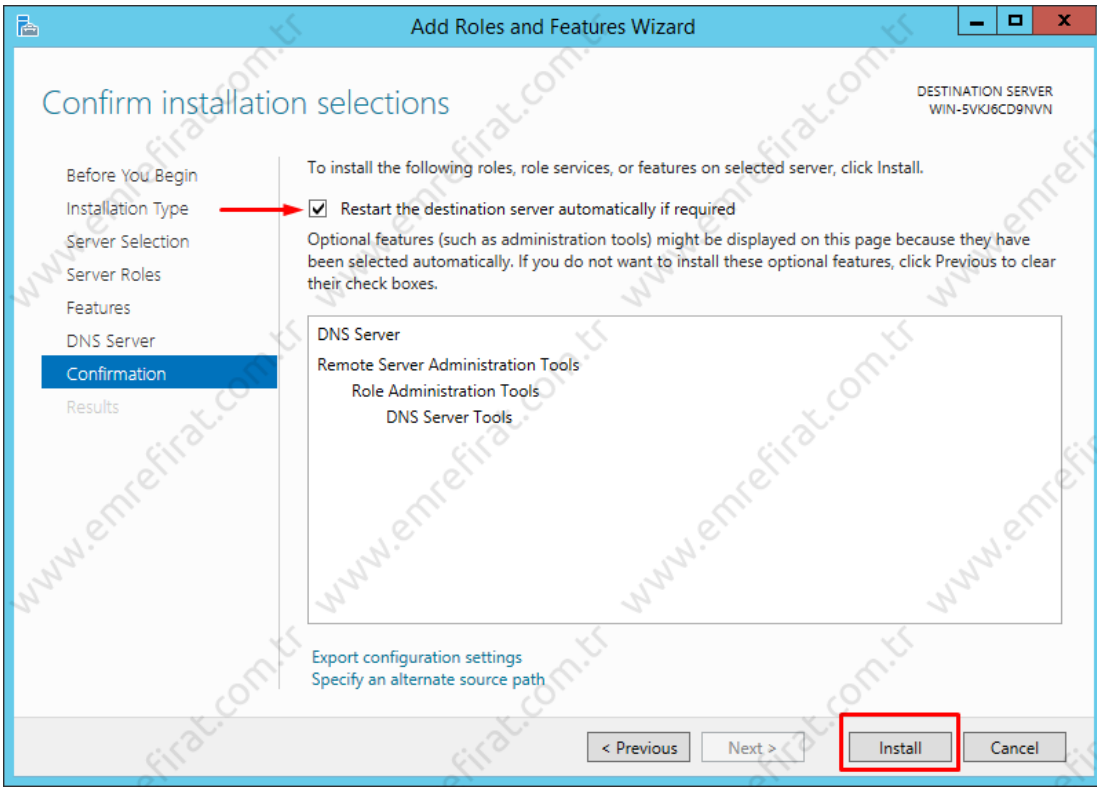 Add Roles and Features Wizard
Confirm installation selections
DESTINATION SERVER
WIN-5VKJ6CD9NVN
Before You Begin
Installation Type
Server Selection
Server Roles
Features
DNS Server
Confirmation
Results
To install the following roles, role services, or features on selected server, click Install.
Restart the destination server automatically if required
Optional features (such as administration tools) might be displayed on this page because they have
been selected automatically. If you do not want to install these optional features, click Previous to clear
their check boxes.
DNS Server
Remote Server Administration Tools
Role Administration Tools
DNS Server Tools
Export configuration settings
Specify an alternate source path
< Previous
Next >
Install
Cancel
www.emrefirat.com.tr